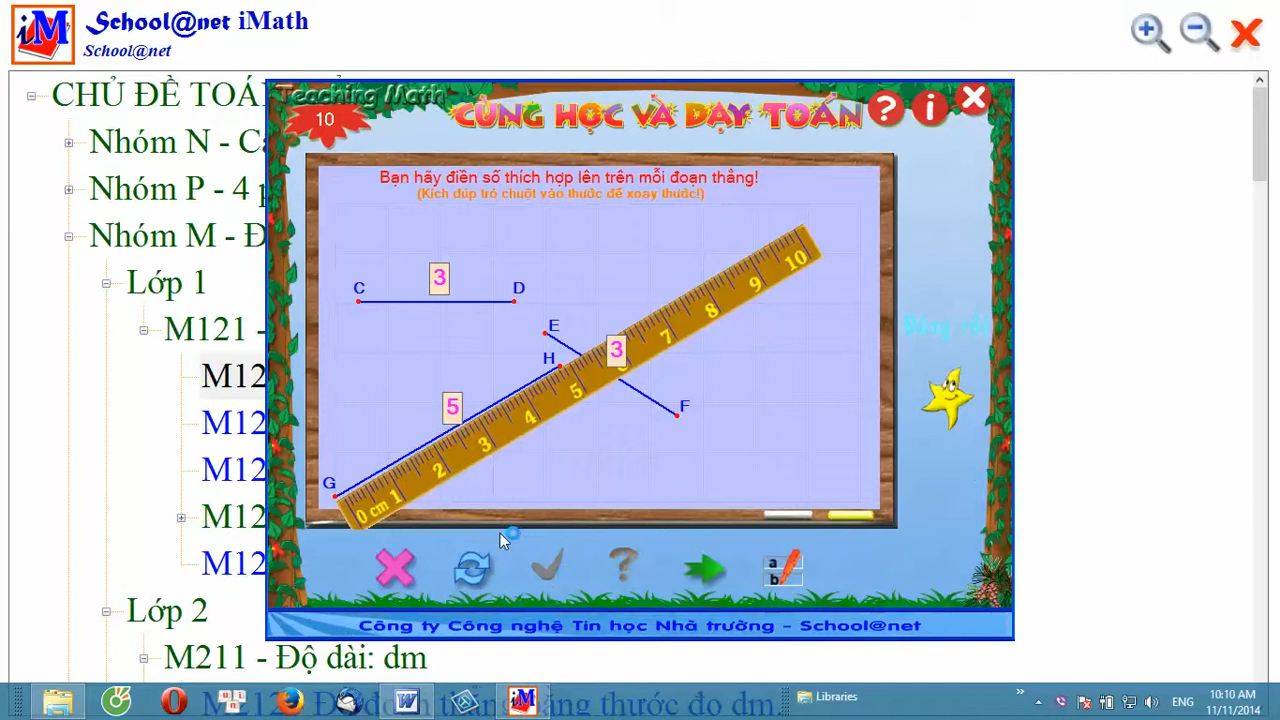 School@net iMath
School@net
CHỦ ĐỀ TOÁ
Nhóm N - C
Nhóm P - 4 p
Nhóm M - Đ
Lớp 1
M121 -
M12
M12
M12
M12
M12
Lớp 2
M211 - Độ dài: dm
Teaching Math
10
CÙNG HỌC VÀ DẠY TOÁN
? i
Bạn hãy điền số thích hợp lên trên mỗi đoạn thẳng!
(Kích đúp trỏ chuột vào thước để xoay thước!)
C 3 D
E
H 3
5
F
G
0 cm 1 2 3 4 5 7 8 9 10
Đúng rồi
?
a
b
Công ty Công nghệ Tin học Nhà trường - School@net
đo dm.
Libraries
ENG
10:10 AM
11/11/2014